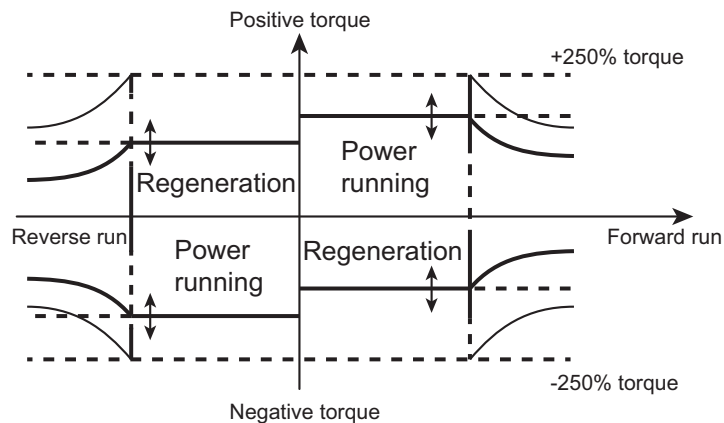 Positive torque
+250% torque
Power
running
Regeneration
Reverse run
Forward run
Power
running
Regeneration
-250% torque
Negative torque